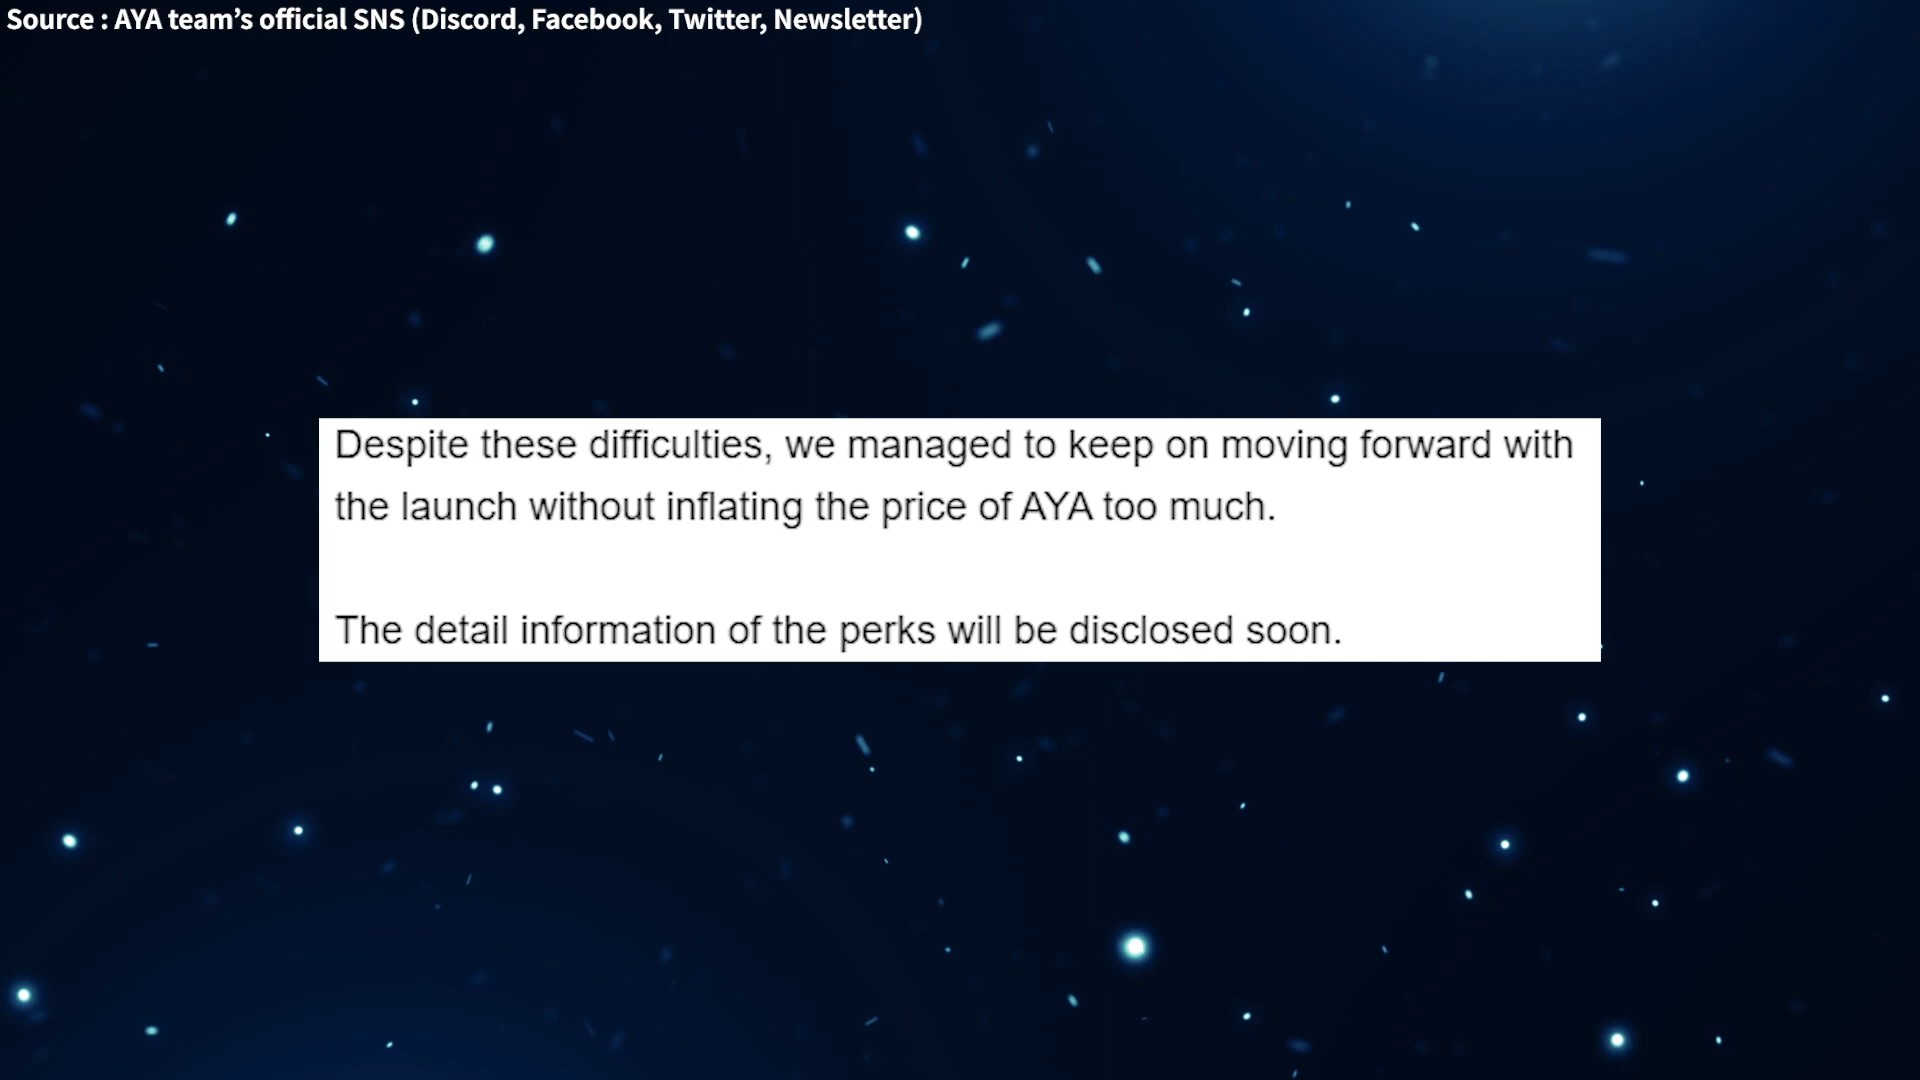 Source : AYA team’s official SNS (Discord, Facebook, Twitter, Newsletter)
Despite these difficulties, we managed to keep on moving forward with
the launch without inflating the price of AYA too much.
The detail information of the perks will be disclosed soon.